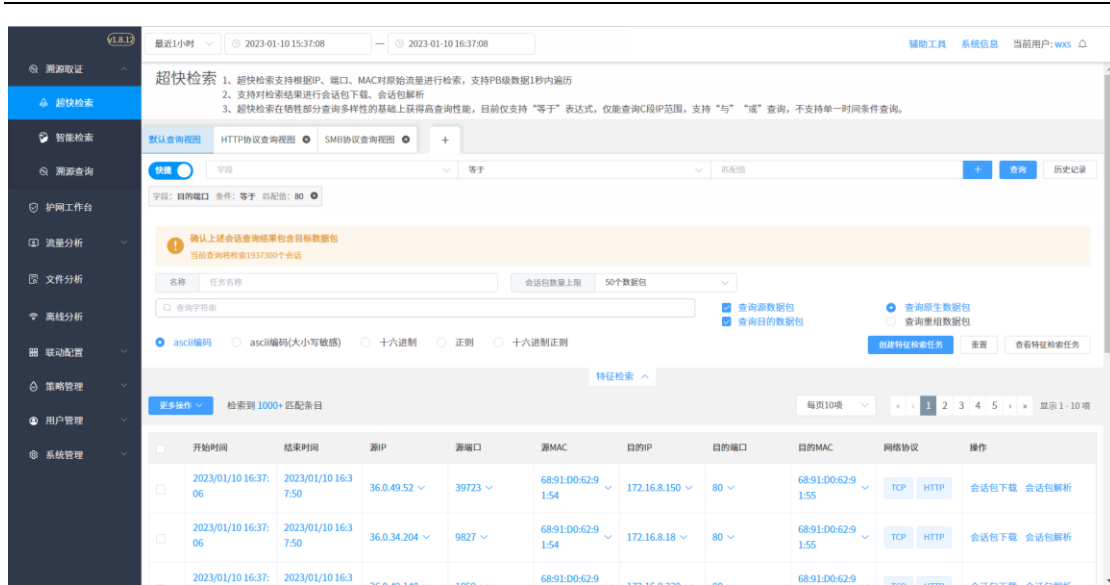 v1.8.12
最近1小时 2023-01-10 15:37:08 — 2023-01-10 16:37:08 辅助工具 系统信息 当前用户: wxs
溯源取证
超快检索
智能检索
溯源查询
护网工作台
流量分析
文件分析
离线分析
联动配置
策略管理
用户管理
系统管理
超快检索 1、超快检索支持根据IP、端口、MAC对原始流量进行检索，支持PB级数据1秒内遍历
2、支持对检索结果进行会话包下载、会话包解析
3、超快检索在牺牲部分查询多样性的基础上获得高查询性能，目前仅支持 “等于” 表达式，仅能查询C段IP范围，支持 “与” “或” 查询，不支持单一时间条件查询。
默认查询视图 HTTP协议查询视图 SMB协议查询视图 +
快捷 字段 等于 匹配值 + 查询 历史记录
字段: 目的端口 条件: 等于 匹配值: 80
确认上述会话查询结果包含目标数据包
当前查询将检索1937300个会话
名称 任务名称 会话包数量上限 50个数据包
查询字符串 查询源数据包 查询原生数据包
查询目的数据包 查询重组数据包
ascii编码 ascii编码(大小写敏感) 十六进制 正则 十六进制正则 创建特征检索任务 重置 查看特征检索任务
特征检索
更多操作 检索到 1000+ 匹配条目 每页10项 « ‹ 1 2 3 4 5 › » 显示 1 - 10 项
开始时间 结束时间 源IP 源端口 源MAC 目的IP 目的端口 目的MAC 网络协议 操作
2023/01/10 16:37: 2023/01/10 16:3 68:91:D0:62:9 68:91:D0:62:9
06 7:50 36.0.49.52 39723 1:54 172.16.8.150 80 1:55 TCP HTTP 会话包下载 会话包解析
2023/01/10 16:37: 2023/01/10 16:3 68:91:D0:62:9 68:91:D0:62:9
06 7:50 36.0.34.204 9827 1:54 172.16.8.18 80 1:55 TCP HTTP 会话包下载 会话包解析
2023/01/10 16:37: 2023/01/10 16:3 68:91:D0:62:9 68:91:D0:62:9